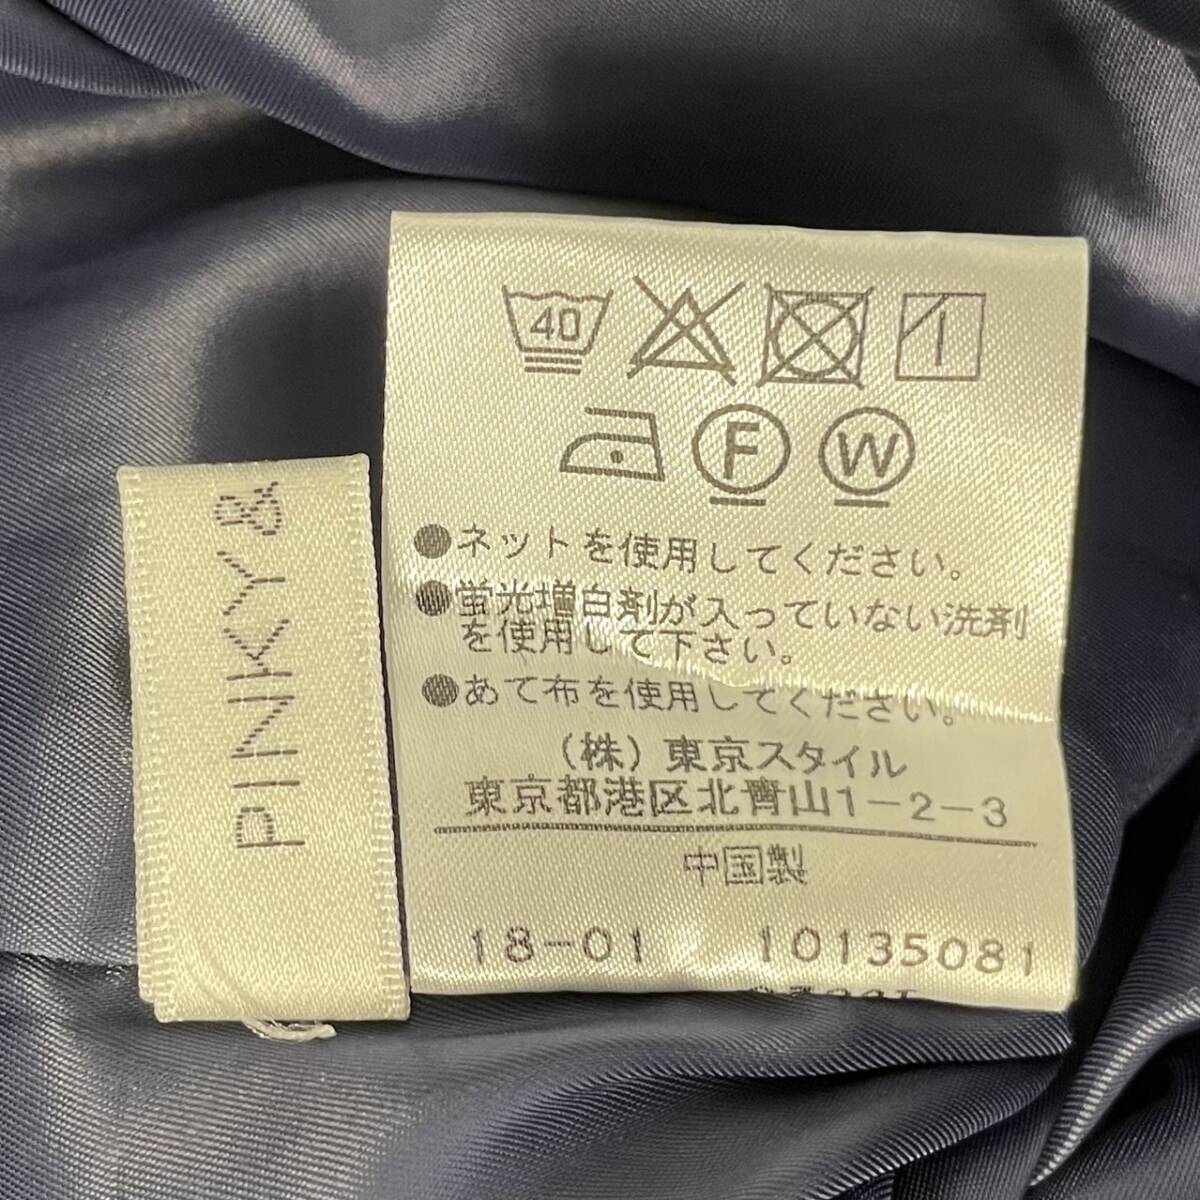 40
F W
●ネットを使用してください。
●蛍光増白剤が入っていない洗剤
を使用して下さい。
●あて布を使用してください。
(株)東京スタイル
東京都港区北青山1-2-3
中国製
18-01 10135081
PINKY&